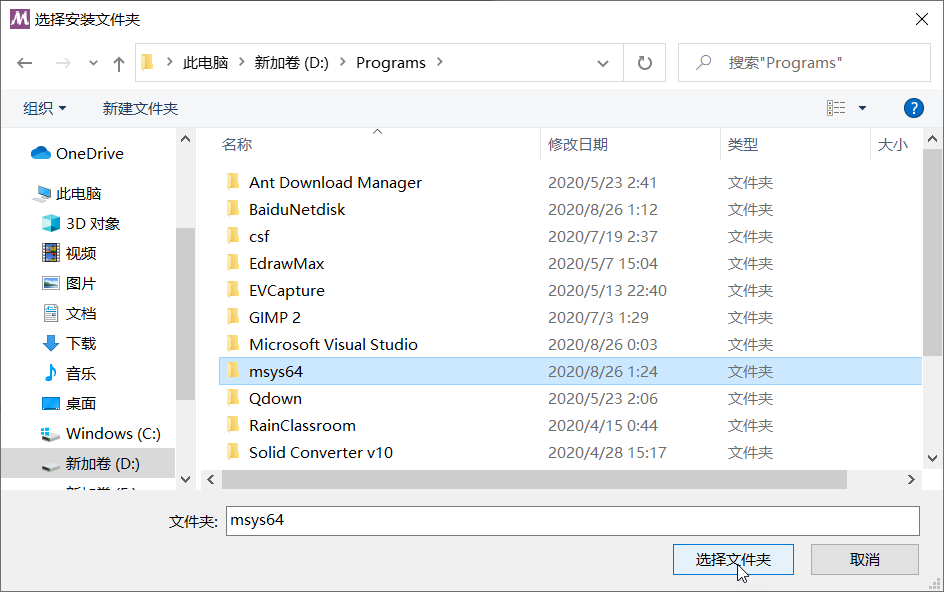 选择安装文件夹
此电脑 新加卷 (D:) Programs
搜索"Programs"
组织 新建文件夹
名称 修改日期 类型 大小
OneDrive
此电脑
3D 对象
视频
图片
文档
下载
音乐
桌面
Windows (C:)
新加卷 (D:)
Ant Download Manager 2020/5/23 2:41 文件夹
BaiduNetdisk 2020/8/26 1:12 文件夹
csf 2020/7/19 2:37 文件夹
EdrawMax 2020/5/7 15:04 文件夹
EVCapture 2020/5/13 22:40 文件夹
GIMP 2 2020/7/3 1:29 文件夹
Microsoft Visual Studio 2020/8/26 0:03 文件夹
msys64 2020/8/26 1:24 文件夹
Qdown 2020/5/23 2:06 文件夹
RainClassroom 2020/4/15 0:44 文件夹
Solid Converter v10 2020/4/28 15:17 文件夹
文件夹: msys64
选择文件夹 取消